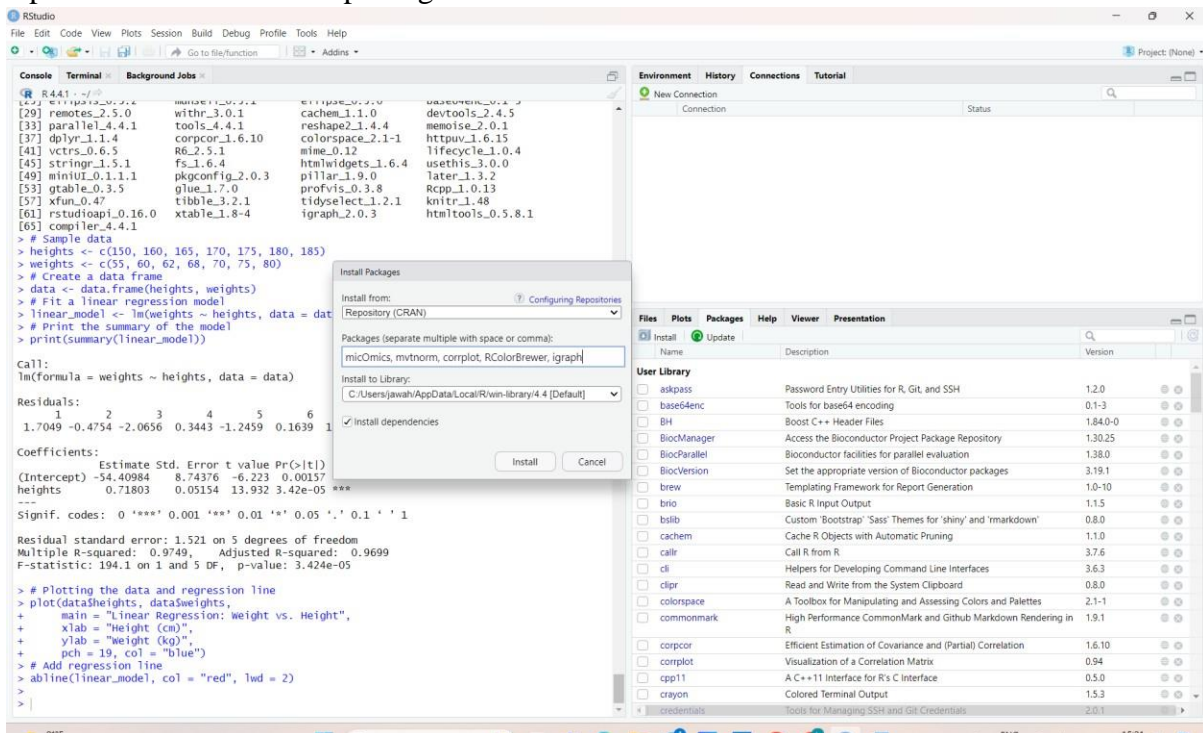 RStudio
File Edit Code View Plots Session Build Debug Profile Tools Help
Go to file/function Addins
Project: (None)
Console Terminal Background Jobs
R 4.4.1 · ~/
[29] remotes_2.5.0 withr_3.0.1 cachem_1.1.0 devtools_2.4.5
[33] parallel_4.4.1 tools_4.4.1 reshape2_1.4.4 memoise_2.0.1
[37] dplyr_1.1.4 corpcor_1.6.10 colorspace_2.1-1 httpuv_1.6.15
[41] vctrs_0.6.5 R6_2.5.1 mime_0.12 lifecycle_1.0.4
[45] stringr_1.5.1 fs_1.6.4 htmlwidgets_1.6.4 usethis_3.0.0
[49] miniUI_0.1.1.1 pkgconfig_2.0.3 pillar_1.9.0 later_1.3.2
[53] gtable_0.3.5 glue_1.7.0 profvis_0.3.8 Rcpp_1.0.13
[57] xfun_0.47 tibble_3.2.1 tidyselect_1.2.1 knitr_1.48
[61] rstudioapi_0.16.0 xtable_1.8-4 igraph_2.0.3 htmltools_0.5.8.1
[65] compiler_4.4.1
> # Sample data
> heights <- c(150, 160, 165, 170, 175, 180, 185)
> weights <- c(55, 60, 62, 68, 70, 75, 80)
> # Create a data frame
> data <- data.frame(heights, weights)
> # Fit a linear regression model
> linear_model <- lm(weights ~ heights, data = dat
> # Print the summary of the model
> print(summary(linear_model))
Call:
lm(formula = weights ~ heights, data = data)
Residuals:
1 2 3 4 5 6
1.7049 -0.4754 -2.0656 0.3443 -1.2459 0.1639 1
Coefficients:
Estimate Std. Error t value Pr(>|t|)
(Intercept) -54.40984 8.74376 -6.223 0.00157
heights 0.71803 0.05154 13.932 3.42e-05 ***
---
Signif. codes: 0 ‘***’ 0.001 ‘**’ 0.01 ‘*’ 0.05 ‘.’ 0.1 ‘ ’ 1
Residual standard error: 1.521 on 5 degrees of freedom
Multiple R-squared: 0.9749, Adjusted R-squared: 0.9699
F-statistic: 194.1 on 1 and 5 DF, p-value: 3.424e-05
> # Plotting the data and regression line
> plot(data$heights, data$weights,
+ main = "Linear Regression: Weight vs. Height",
+ xlab = "Height (cm)",
+ ylab = "Weight (kg)",
+ pch = 19, col = "blue")
> # Add regression line
> abline(linear_model, col = "red", lwd = 2)
>
>
Install Packages
Install from: ? Configuring Repositories
Repository (CRAN)
Packages (separate multiple with space or comma):
micOmics, mvtnorm, corrplot, RColorBrewer, igraph
Install to Library:
C:/Users/jawah/AppData/Local/R/win-library/4.4 [Default]
Install dependencies
Install Cancel
Environment History Connections Tutorial
New Connection
Connection Status
Files Plots Packages Help Viewer Presentation
Install Update
Name Description Version
User Library
askpass Password Entry Utilities for R, Git, and SSH 1.2.0
base64enc Tools for base64 encoding 0.1-3
BH Boost C++ Header Files 1.84.0-0
BiocManager Access the Bioconductor Project Package Repository 1.30.25
BiocParallel Bioconductor facilities for parallel evaluation 1.38.0
BiocVersion Set the appropriate version of Bioconductor packages 3.19.1
brew Templating Framework for Report Generation 1.0-10
brio Basic R Input Output 1.1.5
bslib Custom 'Bootstrap' 'Sass' Themes for 'shiny' and 'rmarkdown' 0.8.0
cachem Cache R Objects with Automatic Pruning 1.1.0
callr Call R from R 3.7.6
cli Helpers for Developing Command Line Interfaces 3.6.3
clipr Read and Write from the System Clipboard 0.8.0
colorspace A Toolbox for Manipulating and Assessing Colors and Palettes 2.1-1
commonmark High Performance CommonMark and Github Markdown Rendering in 1.9.1
R
corpcor Efficient Estimation of Covariance and (Partial) Correlation 1.6.10
corrplot Visualization of a Correlation Matrix 0.94
cpp11 A C++11 Interface for R's C Interface 0.5.0
crayon Colored Terminal Output 1.5.3
credentials Tools for Managing SSH and Git Credentials 2.0.1